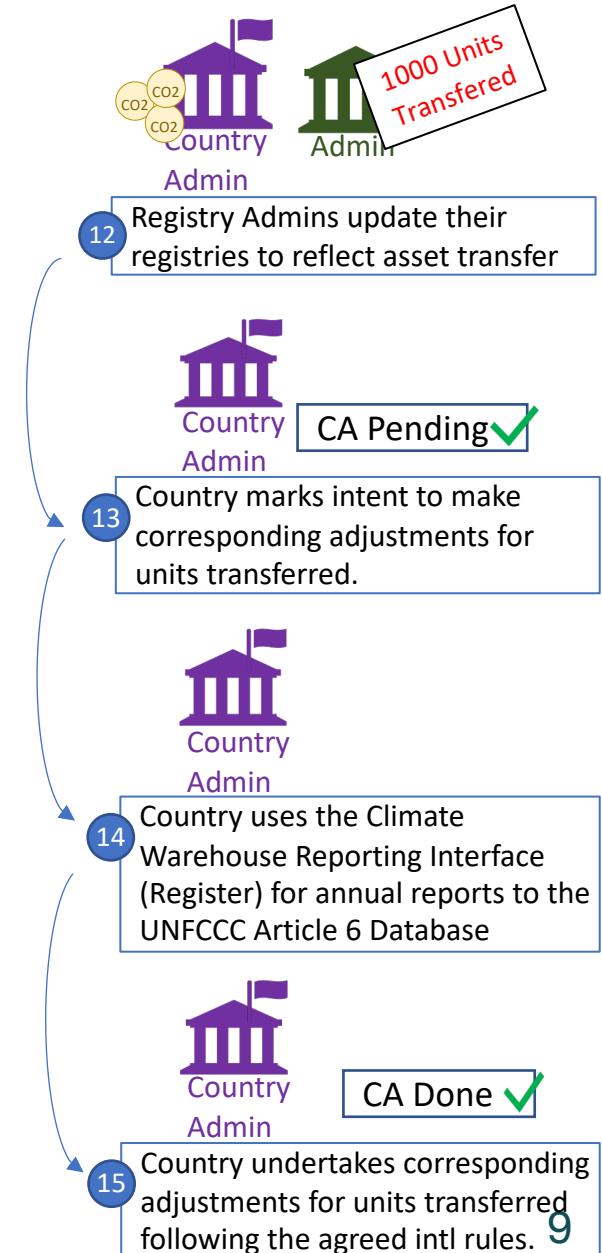 1000 Units
Transfered
CO2
CO2
CO2
Country
Admin
Admin
12
Registry Admins update their
registries to reflect asset transfer
Country
Admin
CA Pending
13
Country marks intent to make
corresponding adjustments for
units transferred.
Country
Admin
14
Country uses the Climate
Warehouse Reporting Interface
(Register) for annual reports to the
UNFCCC Article 6 Database
Country
Admin
CA Done
15
Country undertakes corresponding
adjustments for units transferred
following the agreed intl rules.
9